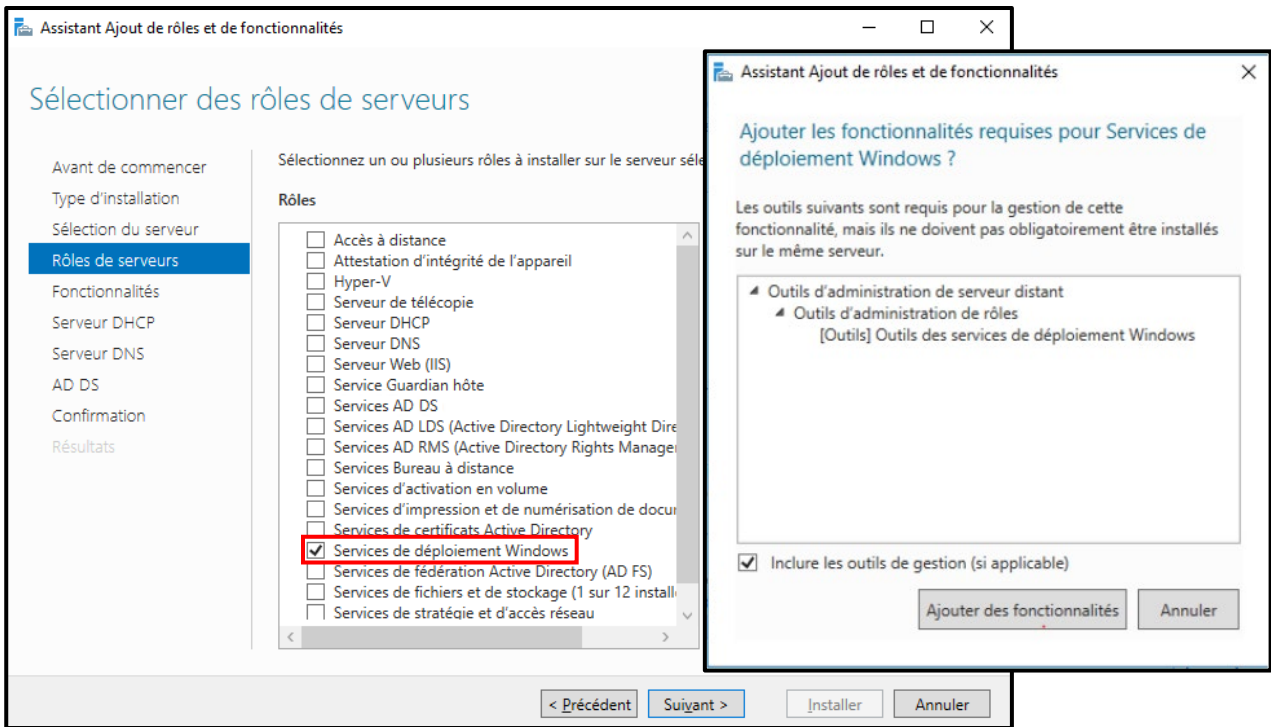 Assistant Ajout de rôles et de fonctionnalités
Sélectionner des rôles de serveurs
Avant de commencer
Type d'installation
Sélection du serveur
Rôles de serveurs
Fonctionnalités
Serveur DHCP
Serveur DNS
AD DS
Confirmation
Résultats
Sélectionnez un ou plusieurs rôles à installer sur le serveur séle
Rôles
Accès à distance
Attestation d'intégrité de l'appareil
Hyper-V
Serveur de télécopie
Serveur DHCP
Serveur DNS
Serveur Web (IIS)
Service Guardian hôte
Services AD DS
Services AD LDS (Active Directory Lightweight Dire
Services AD RMS (Active Directory Rights Manage
Services Bureau à distance
Services d'activation en volume
Services d'impression et de numérisation de docu
Services de certificats Active Directory
Services de déploiement Windows
Services de fédération Active Directory (AD FS)
Services de fichiers et de stockage (1 sur 12 install
Services de stratégie et d'accès réseau
< Précédent
Suivant >
Installer
Annuler
Assistant Ajout de rôles et de fonctionnalités
Ajouter les fonctionnalités requises pour Services de
déploiement Windows ?
Les outils suivants sont requis pour la gestion de cette
fonctionnalité, mais ils ne doivent pas obligatoirement être installés
sur le même serveur.
Outils d'administration de serveur distant
Outils d'administration de rôles
[Outils] Outils des services de déploiement Windows
Inclure les outils de gestion (si applicable)
Ajouter des fonctionnalités
Annuler